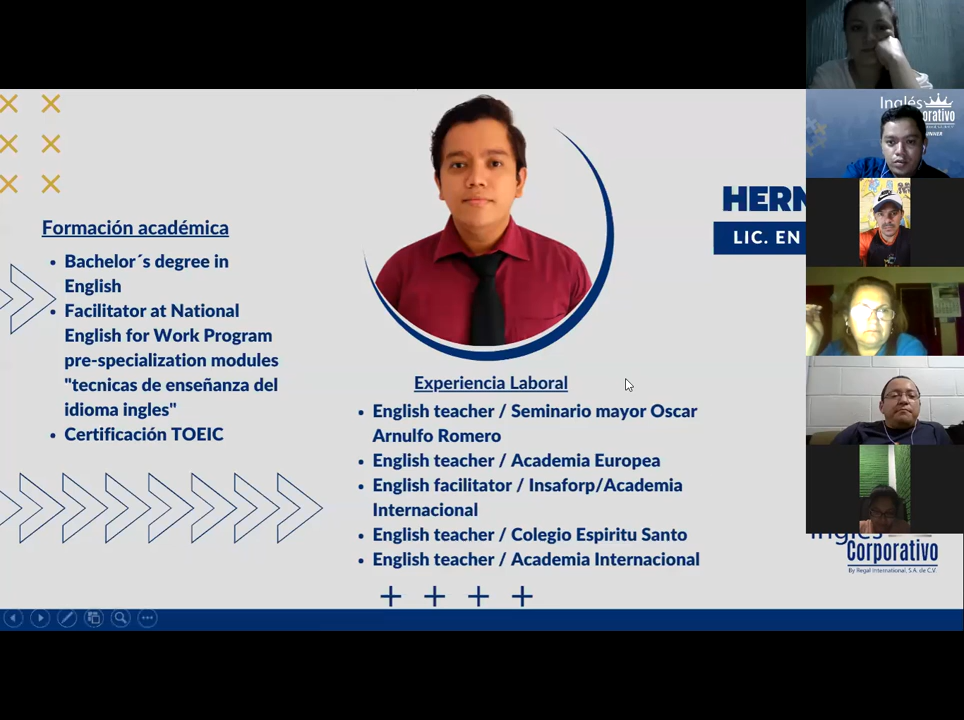 Formación académica
Bachelor´s degree in
English
Facilitator at National
English for Work Program
pre-specialization modules
"tecnicas de enseñanza del
idioma ingles"
Certificación TOEIC
HERN
LIC. EN
Experiencia Laboral
English teacher / Seminario mayor Oscar
Arnulfo Romero
English teacher / Academia Europea
English facilitator / Insaforp/Academia
Internacional
English teacher / Colegio Espiritu Santo
English teacher / Academia Internacional
Inglés
orativo
Inglés
Corporativo
By Regal International, S.A. de C.V.